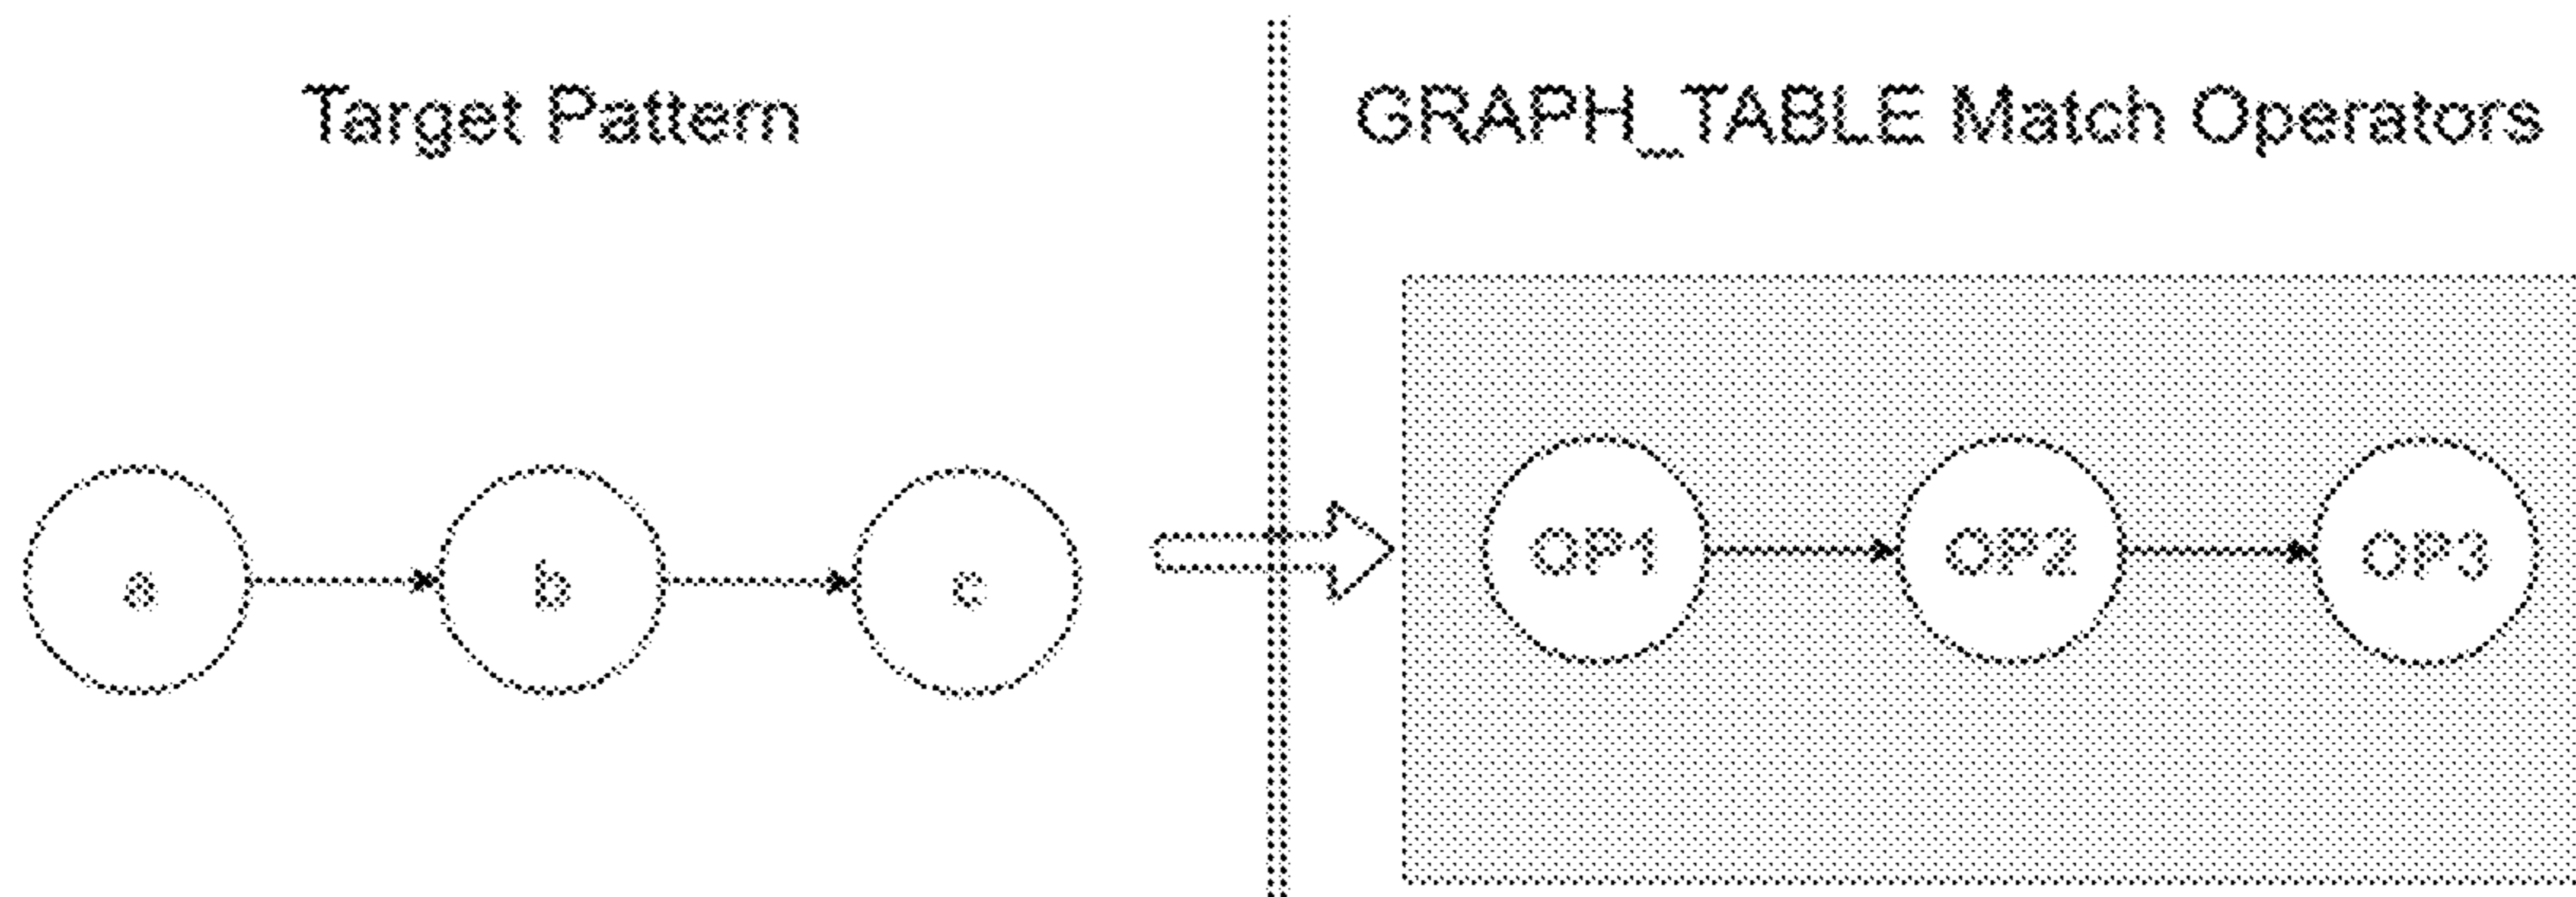 Target Pattern
GRAPH_TABLE Match Operators
a
b
c
OP1
OP2
OP3